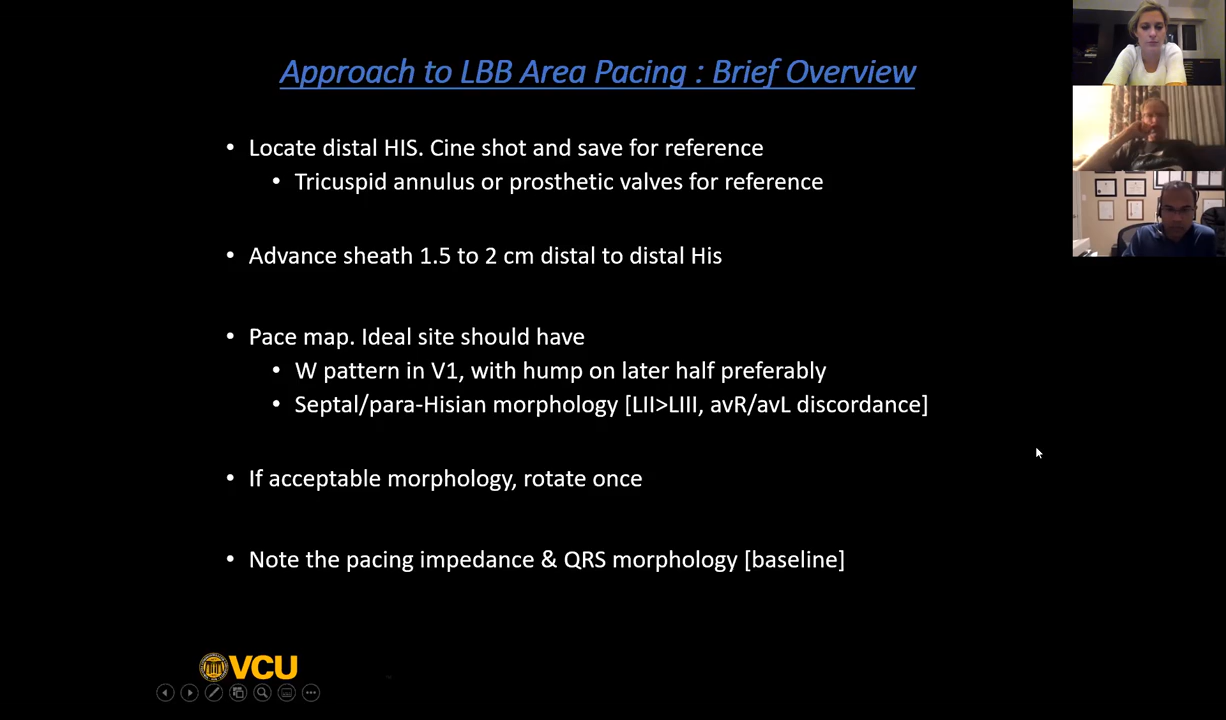 Approach to LBB Area Pacing : Brief Overview
• Locate distal HIS. Cine shot and save for reference
• Tricuspid annulus or prosthetic valves for reference
• Advance sheath 1.5 to 2 cm distal to distal His
• Pace map. Ideal site should have
• W pattern in V1, with hump on later half preferably
• Septal/para-Hisian morphology [LII>LIII, avR/avL discordance]
• If acceptable morphology, rotate once
• Note the pacing impedance & QRS morphology [baseline]
VCU